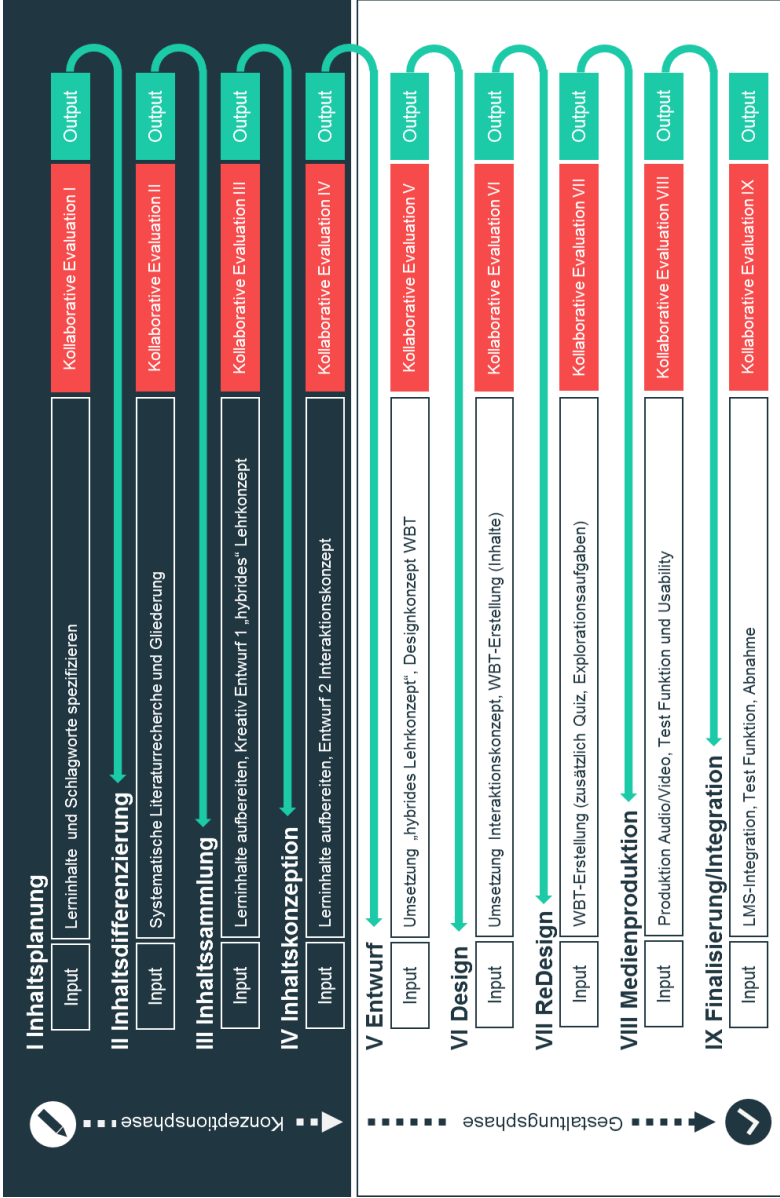 Konzeptionsphase
I Inhaltsplanung
Input
Lerninhalte und Schlagworte spezifizieren
Kollaborative Evaluation I
Output
II Inhaltsdifferenzierung
Input
Systematische Literaturrecherche und Gliederung
Kollaborative Evaluation II
Output
III Inhaltssammlung
Input
Lerninhalte aufbereiten, Kreativ Entwurf 1 „hybrides“ Lehrkonzept
Kollaborative Evaluation III
Output
IV Inhaltskonzeption
Input
Lerninhalte aufbereiten, Entwurf 2 Interaktionskonzept
Kollaborative Evaluation IV
Output
Gestaltungsphase
V Entwurf
Input
Umsetzung „hybrides Lehrkonzept“, Designkonzept WBT
Kollaborative Evaluation V
Output
VI Design
Input
Umsetzung Interaktionskonzept, WBT-Erstellung (Inhalte)
Kollaborative Evaluation VI
Output
VII ReDesign
Input
WBT-Erstellung (zusätzlich Quiz, Explorationsaufgaben)
Kollaborative Evaluation VII
Output
VIII Medienproduktion
Input
Produktion Audio/Video, Test Funktion und Usability
Kollaborative Evaluation VIII
Output
IX Finalisierung/Integration
Input
LMS-Integration, Test Funktion, Abnahme
Kollaborative Evaluation IX
Output